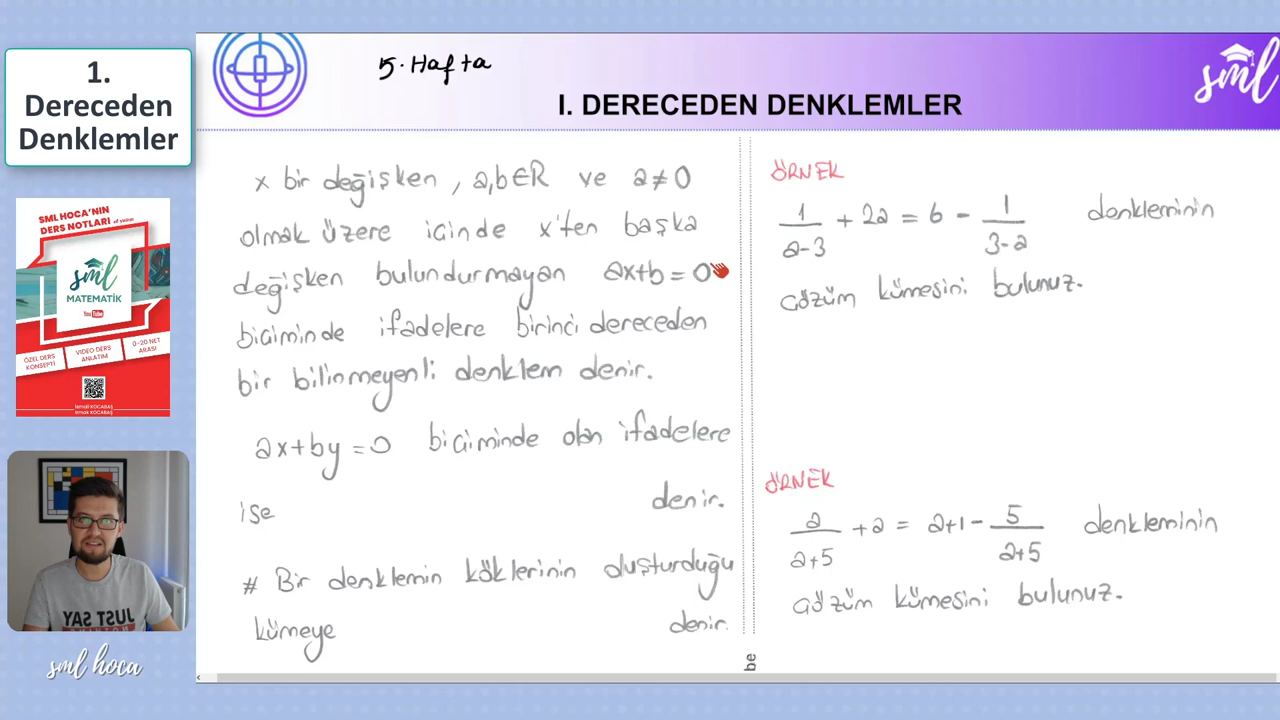 1.
Dereceden
Denklemler
SML HOCA'NIN
DERS NOTLARI
sml
MATEMATİK
YouTube
ÖZEL DERS
KONSEPTİ
VIDEO DERS
ANLATIM
0-20 NET
ARASI
JUST SAY
sml hoca
5. Hafta
I. DERECEDEN DENKLEMLER
sml
x bir değişken, a,b∈R ve a≠0
olmak üzere içinde x'ten başka
değişken bulundurmayan ax+b=0
biçiminde ifadelere birinci dereceden
bir bilinmeyenli denklem denir.
ax+by=0 biçiminde olan ifadelere
ise denir.
# Bir denklemin köklerinin oluşturduğu
kümeye denir.
ÖRNEK
1/(a-3) + 2a = 6 - 1/(3-a) denkleminin
çözüm kümesini bulunuz.
ÖRNEK
a/(a+5) + a = a+1 - 5/(a+5) denkleminin
çözüm kümesini bulunuz.
be